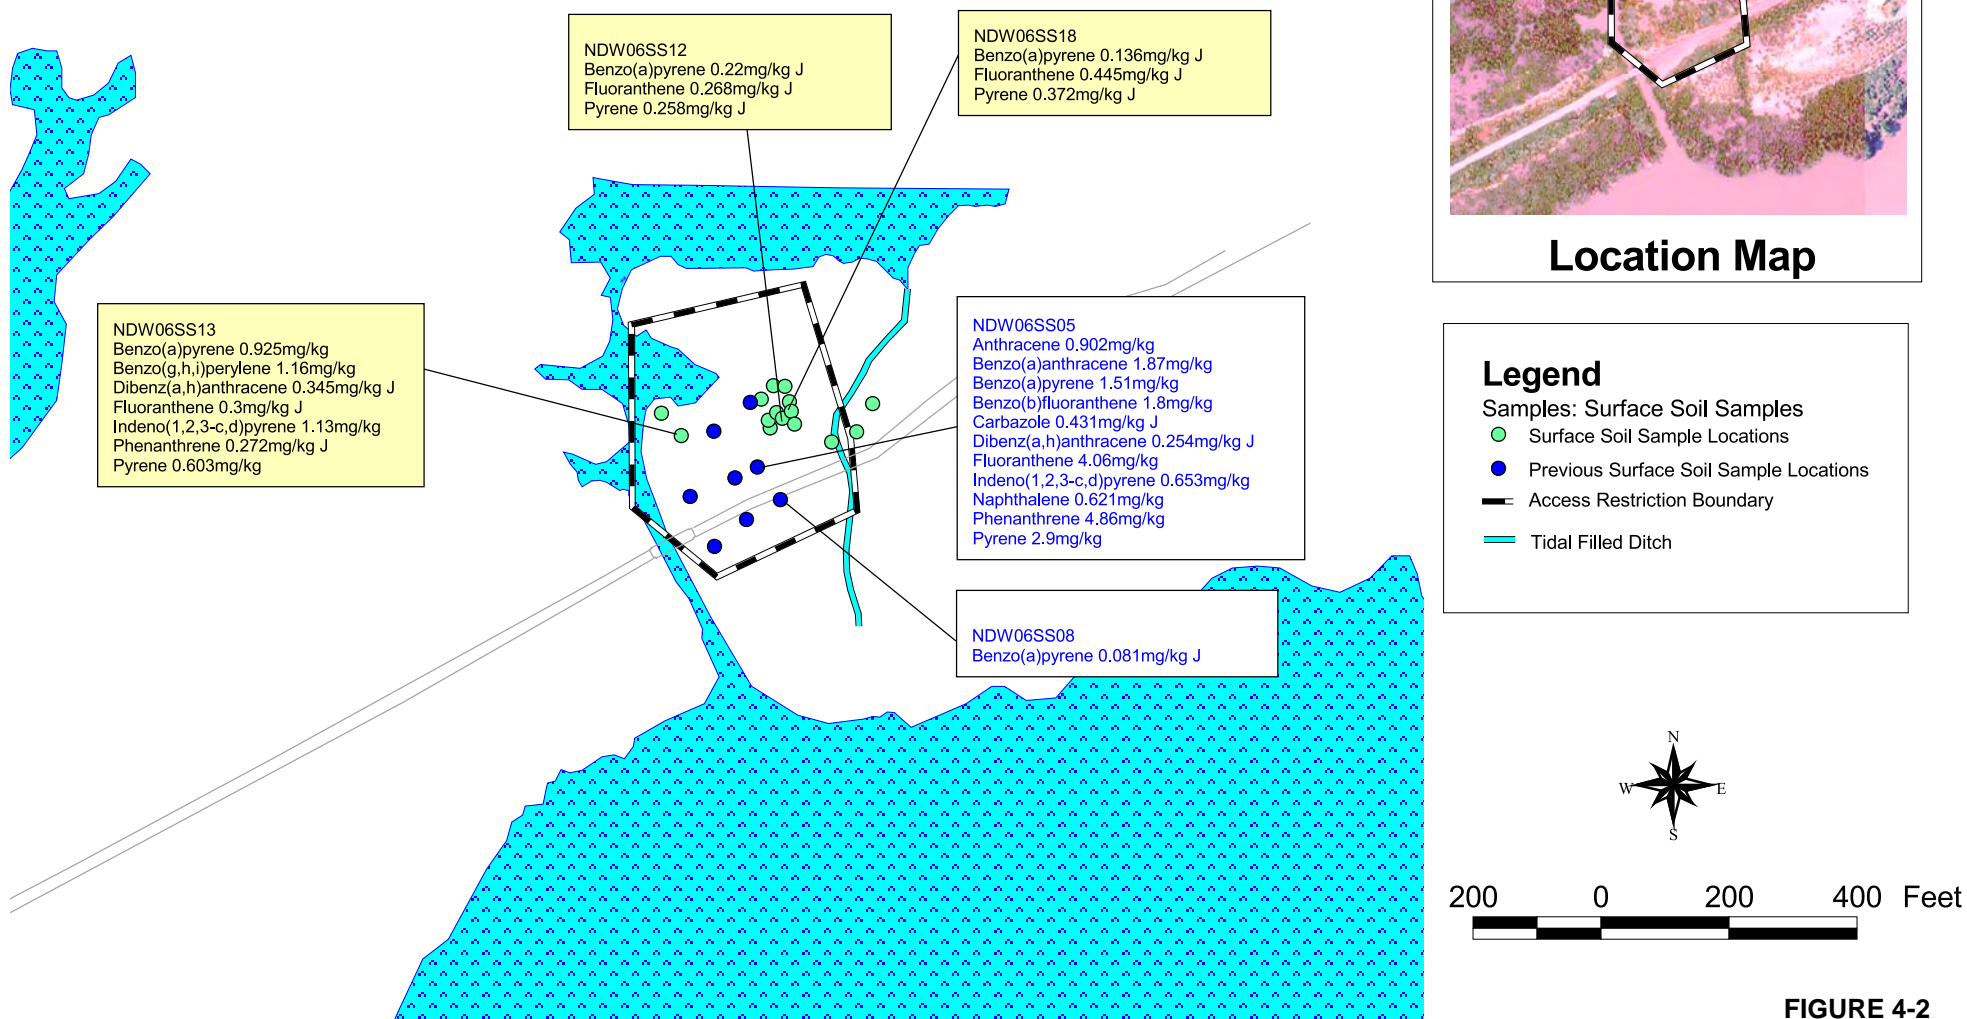 NDW06SS12
Benzo(a)pyrene 0.22mg/kg J
Fluoranthene 0.268mg/kg J
Pyrene 0.258mg/kg J
NDW06SS18
Benzo(a)pyrene 0.136mg/kg J
Fluoranthene 0.445mg/kg J
Pyrene 0.372mg/kg J
Location Map
NDW06SS13
Benzo(a)pyrene 0.925mg/kg
Benzo(g,h,i)perylene 1.16mg/kg
Dibenz(a,h)anthracene 0.345mg/kg J
Fluoranthene 0.3mg/kg J
Indeno(1,2,3-c,d)pyrene 1.13mg/kg
Phenanthrene 0.272mg/kg J
Pyrene 0.603mg/kg
NDW06SS05
Anthracene 0.902mg/kg
Benzo(a)anthracene 1.87mg/kg
Benzo(a)pyrene 1.51mg/kg
Benzo(b)fluoranthene 1.8mg/kg
Carbazole 0.431mg/kg J
Dibenz(a,h)anthracene 0.254mg/kg J
Fluoranthene 4.06mg/kg
Indeno(1,2,3-c,d)pyrene 0.653mg/kg
Naphthalene 0.621mg/kg
Phenanthrene 4.86mg/kg
Pyrene 2.9mg/kg
NDW06SS08
Benzo(a)pyrene 0.081mg/kg J
Legend
Samples: Surface Soil Samples
Surface Soil Sample Locations
Previous Surface Soil Sample Locations
Access Restriction Boundary
Tidal Filled Ditch
N
W E
S
200 0 200 400 Feet
FIGURE 4-2